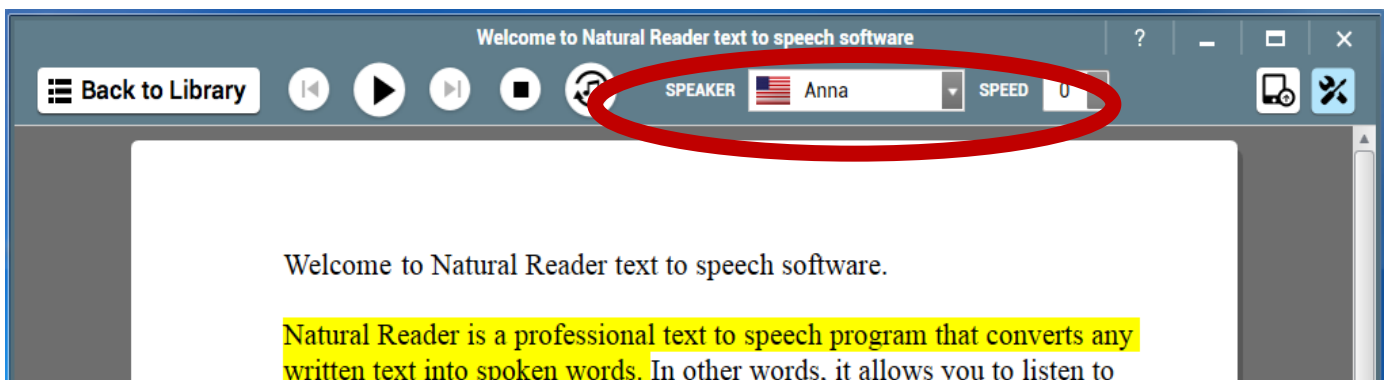 Welcome to Natural Reader text to speech software
?
Back to Library
SPEAKER Anna SPEED 0
Welcome to Natural Reader text to speech software.
Natural Reader is a professional text to speech program that converts any
written text into spoken words. In other words, it allows you to listen to